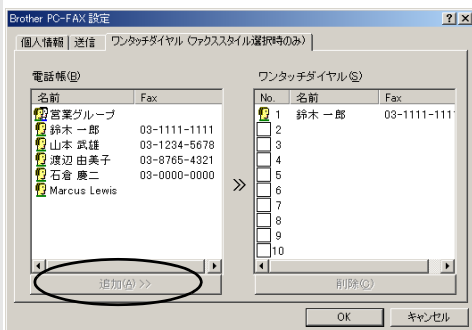 Brother PC-FAX 設定
個人情報 送信 ワンタッチダイヤル (ファクススタイル選択時のみ)
電話帳(B)
名前 Fax
営業グループ
鈴木 一郎 03-1111-1111
山本 武雄 03-1234-5678
渡辺 由美子 03-8765-4321
石倉 慶二 03-0000-0000
Marcus Lewis
追加(A) >>
»
ワンタッチダイヤル(S)
No. 名前 Fax
1 鈴木 一郎 03-1111-111
2
3
4
5
6
7
8
9
10
削除(C)
OK キャンセル